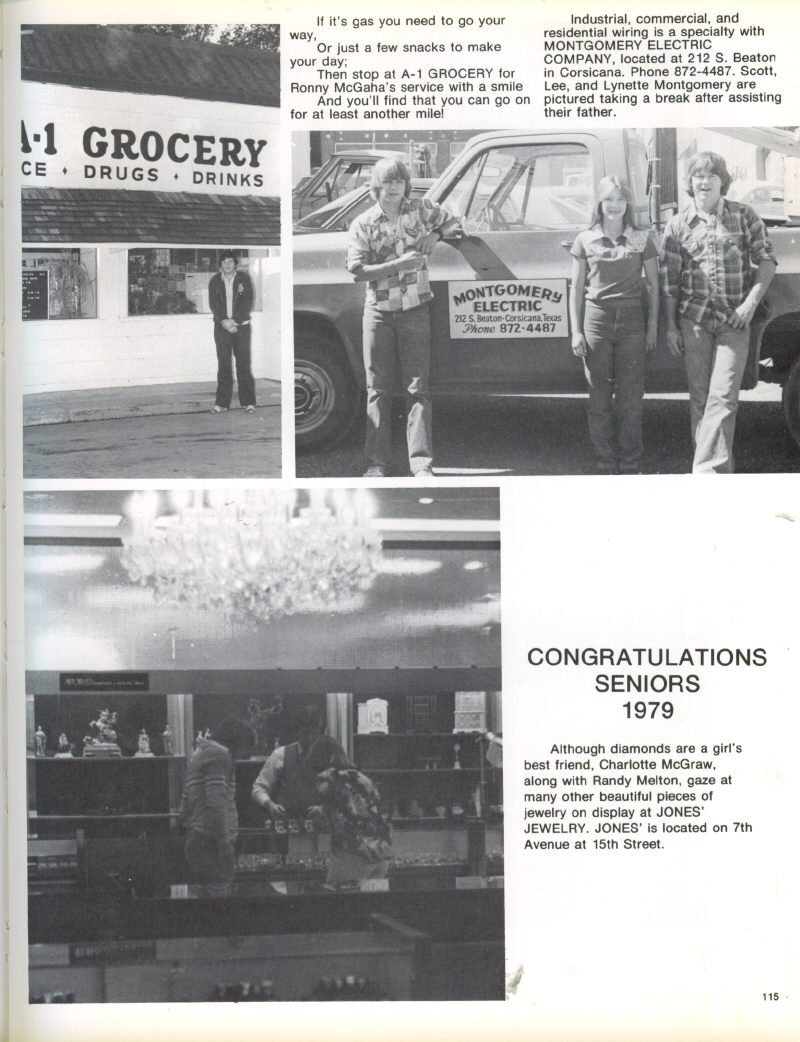 If it's gas you need to go your
way,
Or just a few snacks to make
your day;
Then stop at A-1 GROCERY for
Ronny McGaha's service with a smile
And you'll find that you can go on
for at least another mile!
Industrial, commercial, and
residential wiring is a specialty with
MONTGOMERY ELECTRIC
COMPANY, located at 212 S. Beaton
in Corsicana. Phone 872-4487. Scott,
Lee, and Lynette Montgomery are
pictured taking a break after assisting
their father.
A-1 GROCERY
CE • DRUGS • DRINKS
MONTGOMERY
ELECTRIC
212 S. Beaton-Corsicana, Texas
Phone 872-4487
CONGRATULATIONS
SENIORS
1979
Although diamonds are a girl's
best friend, Charlotte McGraw,
along with Randy Melton, gaze at
many other beautiful pieces of
jewelry on display at JONES'
JEWELRY. JONES' is located on 7th
Avenue at 15th Street.
115